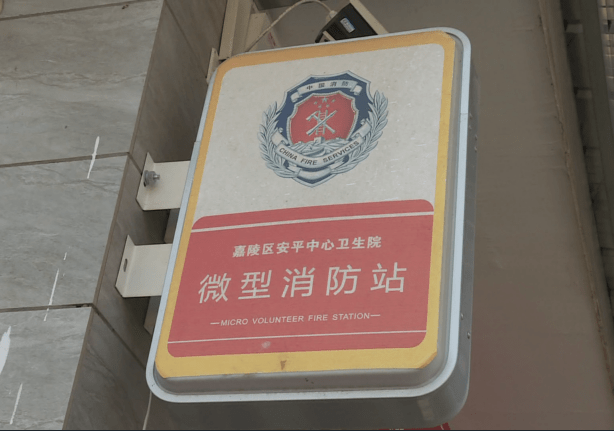 中国消防
CHINA FIRE SERVICES
嘉陵区安平中心卫生院
微型消防站
—MICRO VOLUNTEER FIRE STATION—